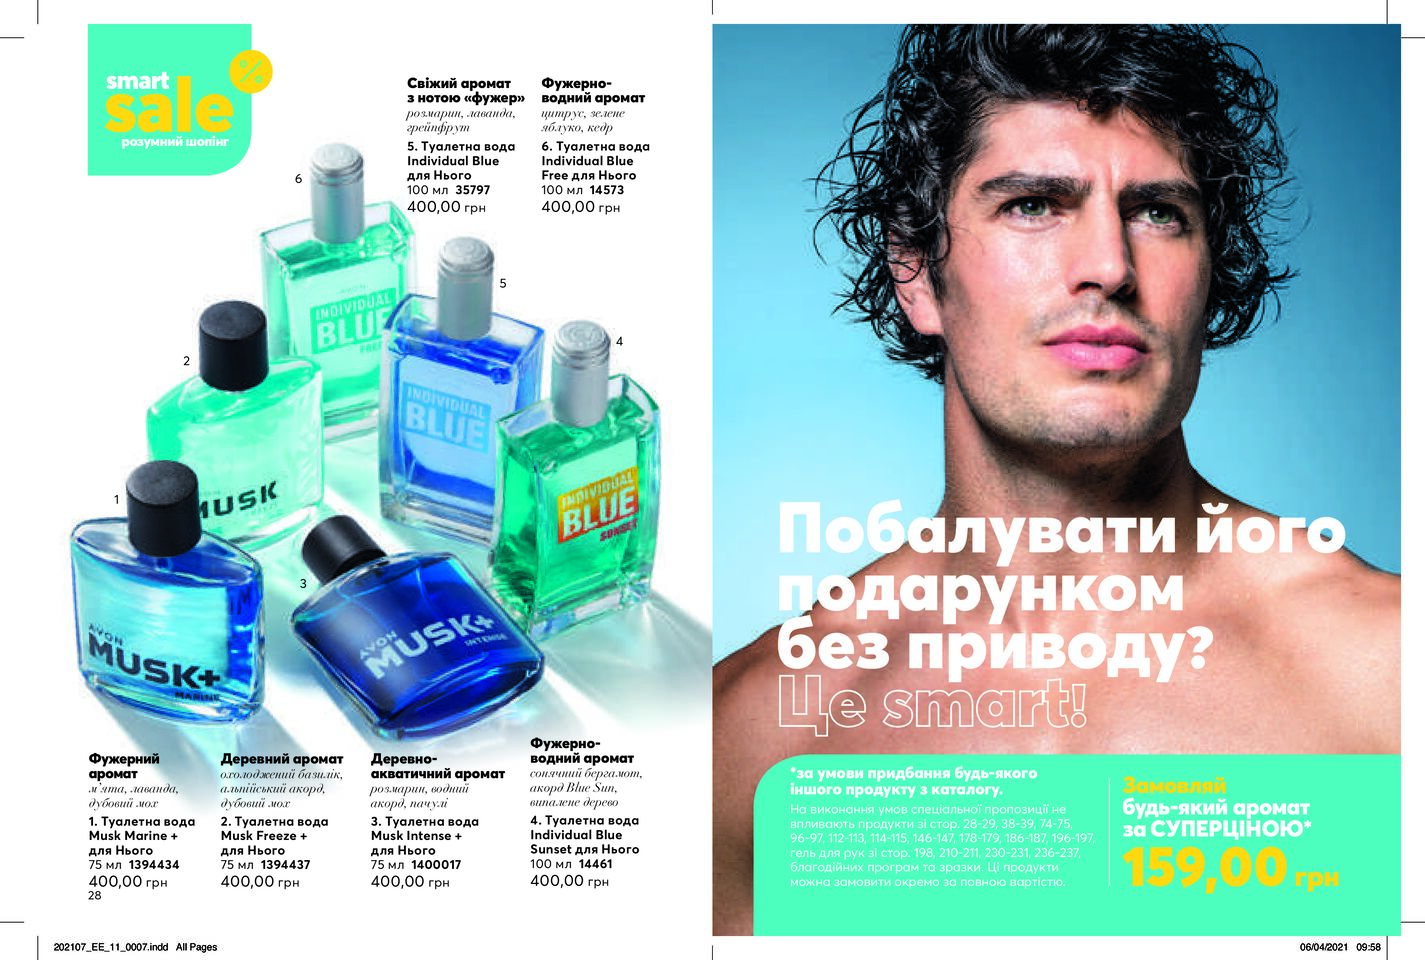 smart
sale
%
розумний шопінг
Свіжий аромат
з нотою «фужер»
розмарин, лаванда,
грейпфрут
5. Туалетна вода
Individual Blue
для Нього
100 мл 35797
400,00 грн
Фужерно-
водний аромат
цитрус, зелене
яблуко, кедр
6. Туалетна вода
Individual Blue
Free для Нього
100 мл 14573
400,00 грн
6
5
4
2
1
3
AVON
INDIVIDUAL
BLUE
FREE
INDIVIDUAL
BLUE
INDIVIDUAL
BLUE
SUNSET
MUSK
AVON
MUSK+
MARINE
AVON
MUSK+
INTENSE
Фужерний
аромат
м'ята, лаванда,
дубовий мох
1. Туалетна вода
Musk Marine +
для Нього
75 мл 1394434
400,00 грн
28
Деревний аромат
охолоджений базилік,
альпійський акорд,
дубовий мох
2. Туалетна вода
Musk Freeze +
для Нього
75 мл 1394437
400,00 грн
Деревно-
акватичний аромат
розмарин, водний
акорд, пачулі
3. Туалетна вода
Musk Intense +
для Нього
75 мл 1400017
400,00 грн
Фужерно-
водний аромат
сонячний бергамот,
акорд Blue Sun,
випалене дерево
4. Туалетна вода
Individual Blue
Sunset для Нього
100 мл 14461
400,00 грн
Побалувати його
подарунком
без приводу?
Це smart!
*за умови придбання будь-якого
іншого продукту з каталогу.
На виконання умов спеціальної пропозиції не
впливають продукти зі стор. 28-29, 38-39, 74-75,
96-97, 112-113, 114-115, 146-147, 178-179, 186-187, 196-197,
гель для рук зі стор. 198, 210-211, 230-231, 236-237,
благодійних програм та зразки. Ці продукти
можна замовити окремо за повною вартістю.
Замовляй
будь-який аромат
за СУПЕРЦІНОЮ*
159,00 грн
202107_EE_11_0007.indd All Pages
06/04/2021 09:58